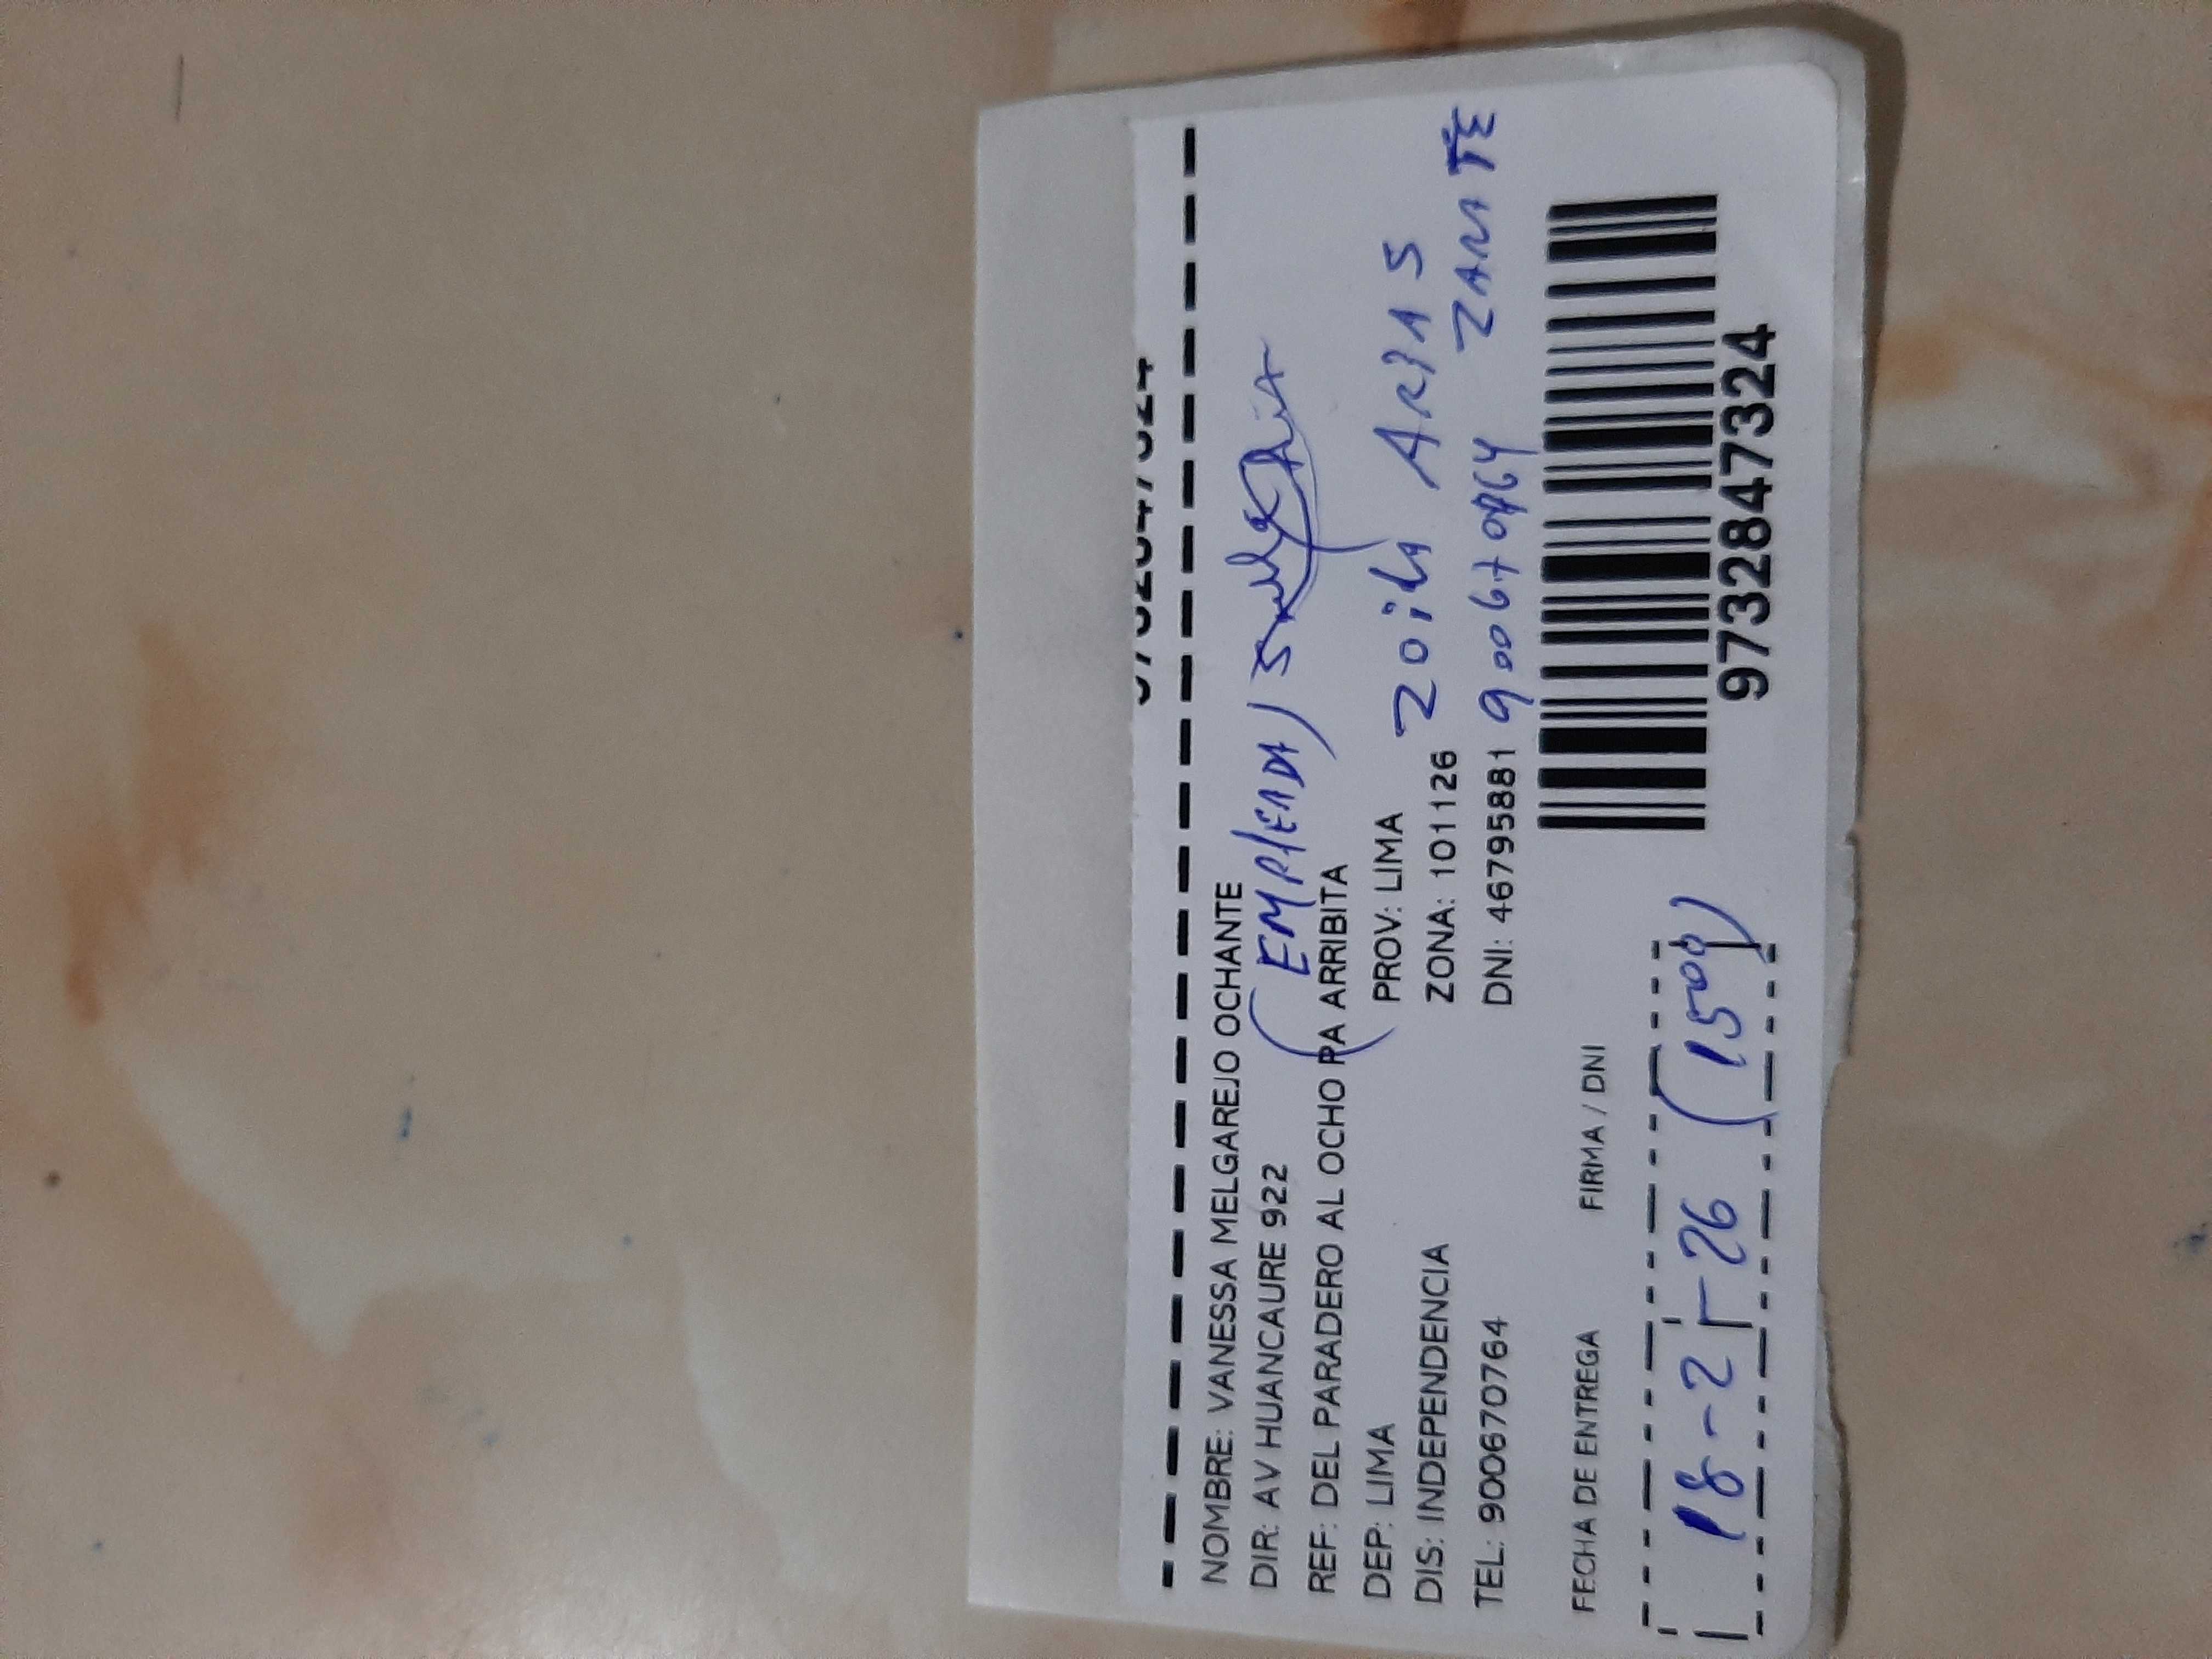 NOMBRE: VANESSA MELGAREJO OCHANTE
DIR: AV HUANCAURE 922
(EMPLEADA)
REF: DEL PARADERO AL OCHO PA ARRIBITA
DEP: LIMA PROV: LIMA
ZOILA ARIAS
DIS: INDEPENDENCIA ZONA: 101126
ZARATE
TEL: 900670764 DNI: 46795881
FECHA DE ENTREGA FIRMA / DNI
18-2-26 (1509)
9732847324